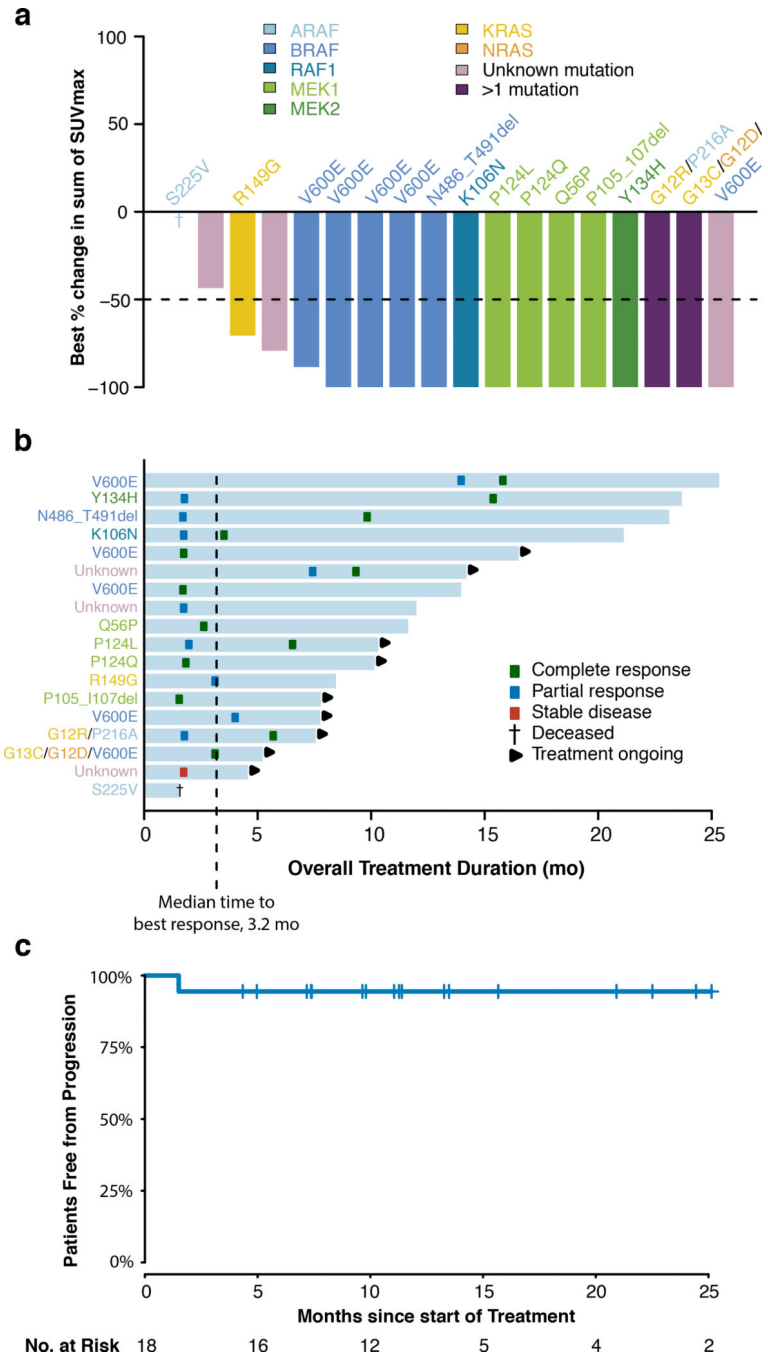 a
Best % change in sum of SUVmax
100
50
0
−50
−100
ARAF
BRAF
RAF1
MEK1
MEK2
KRAS
NRAS
Unknown mutation
>1 mutation
S225V
†
R149G
V600E
V600E
V600E
V600E
N486_T491del
K106N
P124L
P124Q
Q56P
P105_107del
Y134H
G12R/P216A
G13C/G12D/
V600E
b
V600E
Y134H
N486_T491del
K106N
V600E
Unknown
V600E
Unknown
Q56P
P124L
P124Q
R149G
P105_I107del
V600E
G12R/P216A
G13C/G12D/V600E
Unknown
S225V †
Complete response
Partial response
Stable disease
† Deceased
Treatment ongoing
0 5 10 15 20 25
Overall Treatment Duration (mo)
Median time to
best response, 3.2 mo
c
Patients Free from Progression
100%
75%
50%
25%
0%
0 5 10 15 20 25
Months since start of Treatment
No. at Risk 18 16 12 5 4 2